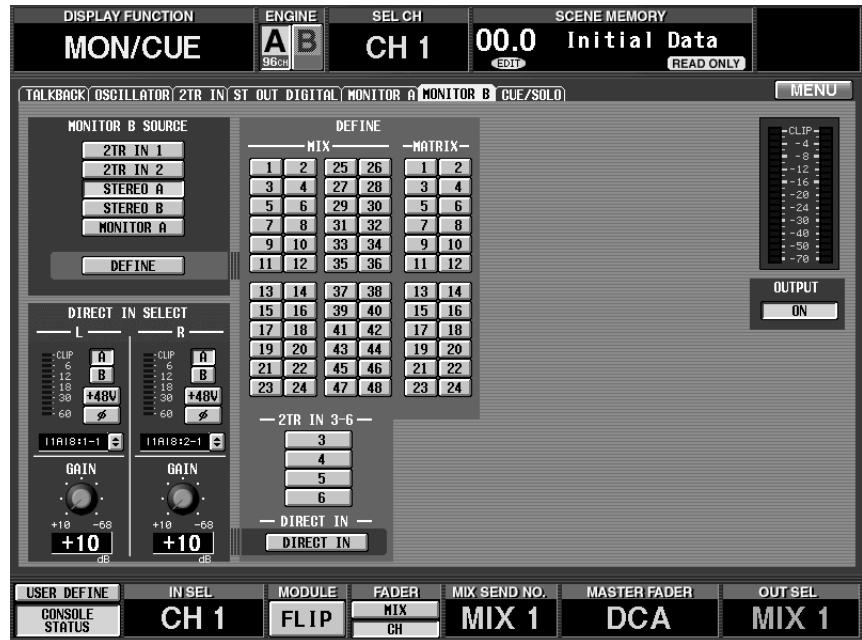 DISPLAY FUNCTION ENGINE SEL CH SCENE MEMORY
MON/CUE A B CH 1 00.0 Initial Data
96CH EDIT READ ONLY
TALKBACK OSCILLATOR 2TR IN ST OUT DIGITAL MONITOR A MONITOR B CUE/SOLO MENU
MONITOR B SOURCE
2TR IN 1
2TR IN 2
STEREO A
STEREO B
MONITOR A
DEFINE
DEFINE
MIX MATRIX
1 2 25 26 1 2
3 4 27 28 3 4
5 6 29 30 5 6
7 8 31 32 7 8
9 10 33 34 9 10
11 12 35 36 11 12
13 14 37 38 13 14
15 16 39 40 15 16
17 18 41 42 17 18
19 20 43 44 19 20
21 22 45 46 21 22
23 24 47 48 23 24
2TR IN 3-6
3
4
5
6
DIRECT IN
DIRECT IN
CLIP
-4
-8
-12
-16
-20
-24
-30
-40
-50
-70
OUTPUT
ON
DIRECT IN SELECT
L R
CLIP A CLIP A
6 6
12 B 12 B
18 18
30 +48V 30 +48V
60 ø 60 ø
I1A18:1-1 I1A18:2-1
GAIN GAIN
+10 -68 +10 -68
+10 +10
dB dB
USER DEFINE IN SEL MODULE FADER MIX SEND NO. MASTER FADER OUT SEL
CONSOLE STATUS CH 1 FLIP MIX MIX 1 DCA MIX 1
CH